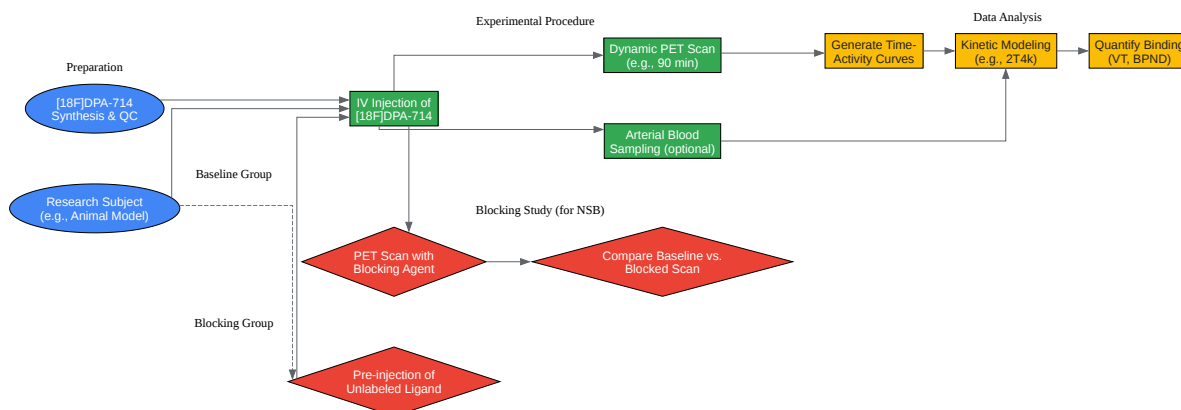 Experimental Procedure
Data Analysis
Dynamic PET Scan
(e.g., 90 min)
Generate Time-
Activity Curves
Kinetic Modeling
(e.g., 2T4k)
Quantify Binding
(VT, BPND)
Preparation
[18F]DPA-714
Synthesis & QC
IV Injection of
[18F]DPA-714
Arterial Blood
Sampling (optional)
Baseline Group
Research Subject
(e.g., Animal Model)
Blocking Study (for NSB)
PET Scan with
Blocking Agent
Compare Baseline vs.
Blocked Scan
Blocking Group
Pre-injection of
Unlabeled Ligand